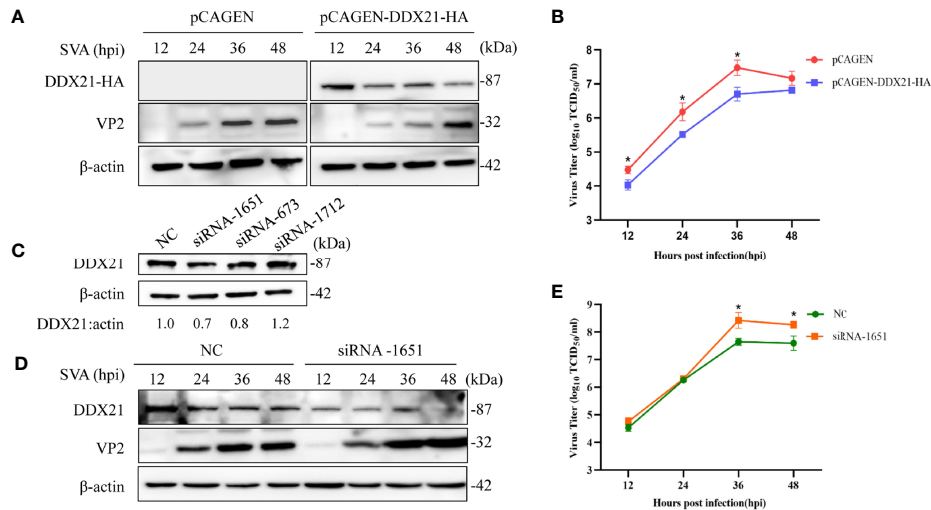 A
pCAGEN pCAGEN-DDX21-HA
SVA (hpi) 12 24 36 48 12 24 36 48 (kDa)
DDX21-HA -87
VP2 -32
β-actin -42
B
Virus Titer (log10 TCID50/ml)
8
7
6
5
4
3
* * *
12 24 36 48
Hours post infection(hpi)
pCAGEN
pCAGEN-DDX21-HA
C
NC siRNA-1651 siRNA-673 siRNA-1712 (kDa)
DDX21 -87
β-actin -42
DDX21:actin 1.0 0.7 0.8 1.2
D
NC siRNA -1651
SVA (hpi) 12 24 36 48 12 24 36 48 (kDa)
DDX21 -87
VP2 -32
β-actin -42
E
Virus Titer (log10 TCID50/ml)
9
8
7
6
5
4
3
* *
12 24 36 48
Hours post infection(hpi)
NC
siRNA-1651